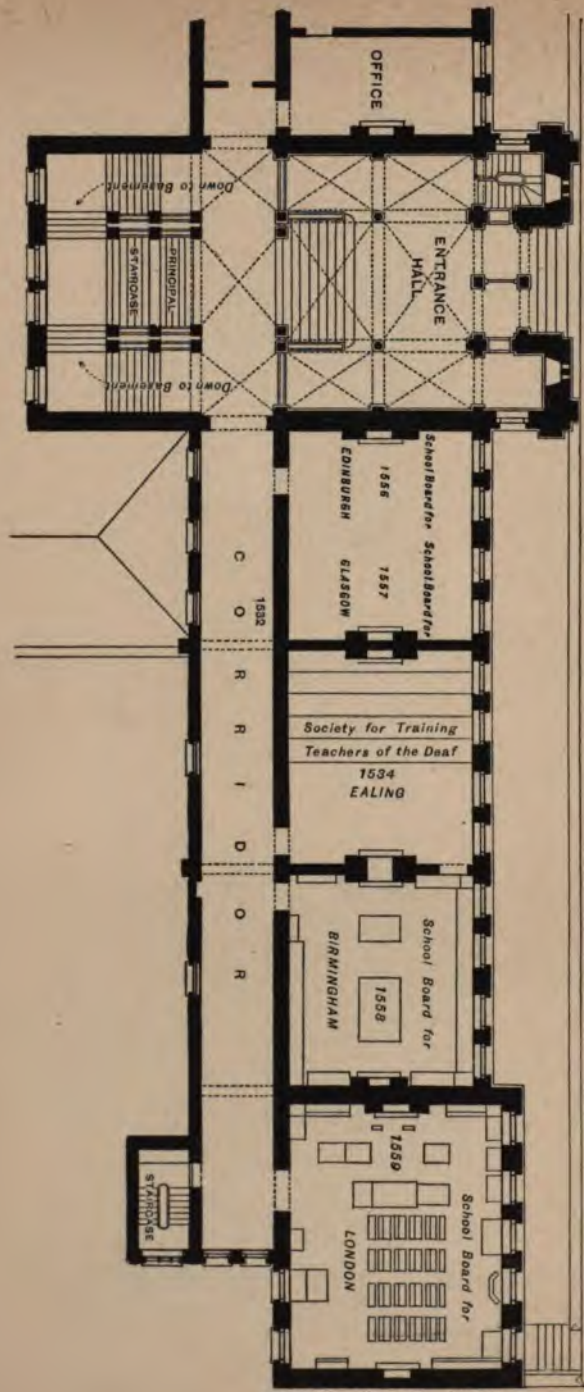 OFFICE
Down to Basement
PRINCIPAL
STAIRCASE
Down to Basement
ENTRANCE
HALL
School Board for
EDINBURGH
1556
School Board for
GLASGOW
1557
CORRIDOR
1532
Society for Training
Teachers of the Deaf
1534
EALING
School Board for
BIRMINGHAM
1558
School Board for
LONDON
1559
STAIRCASE